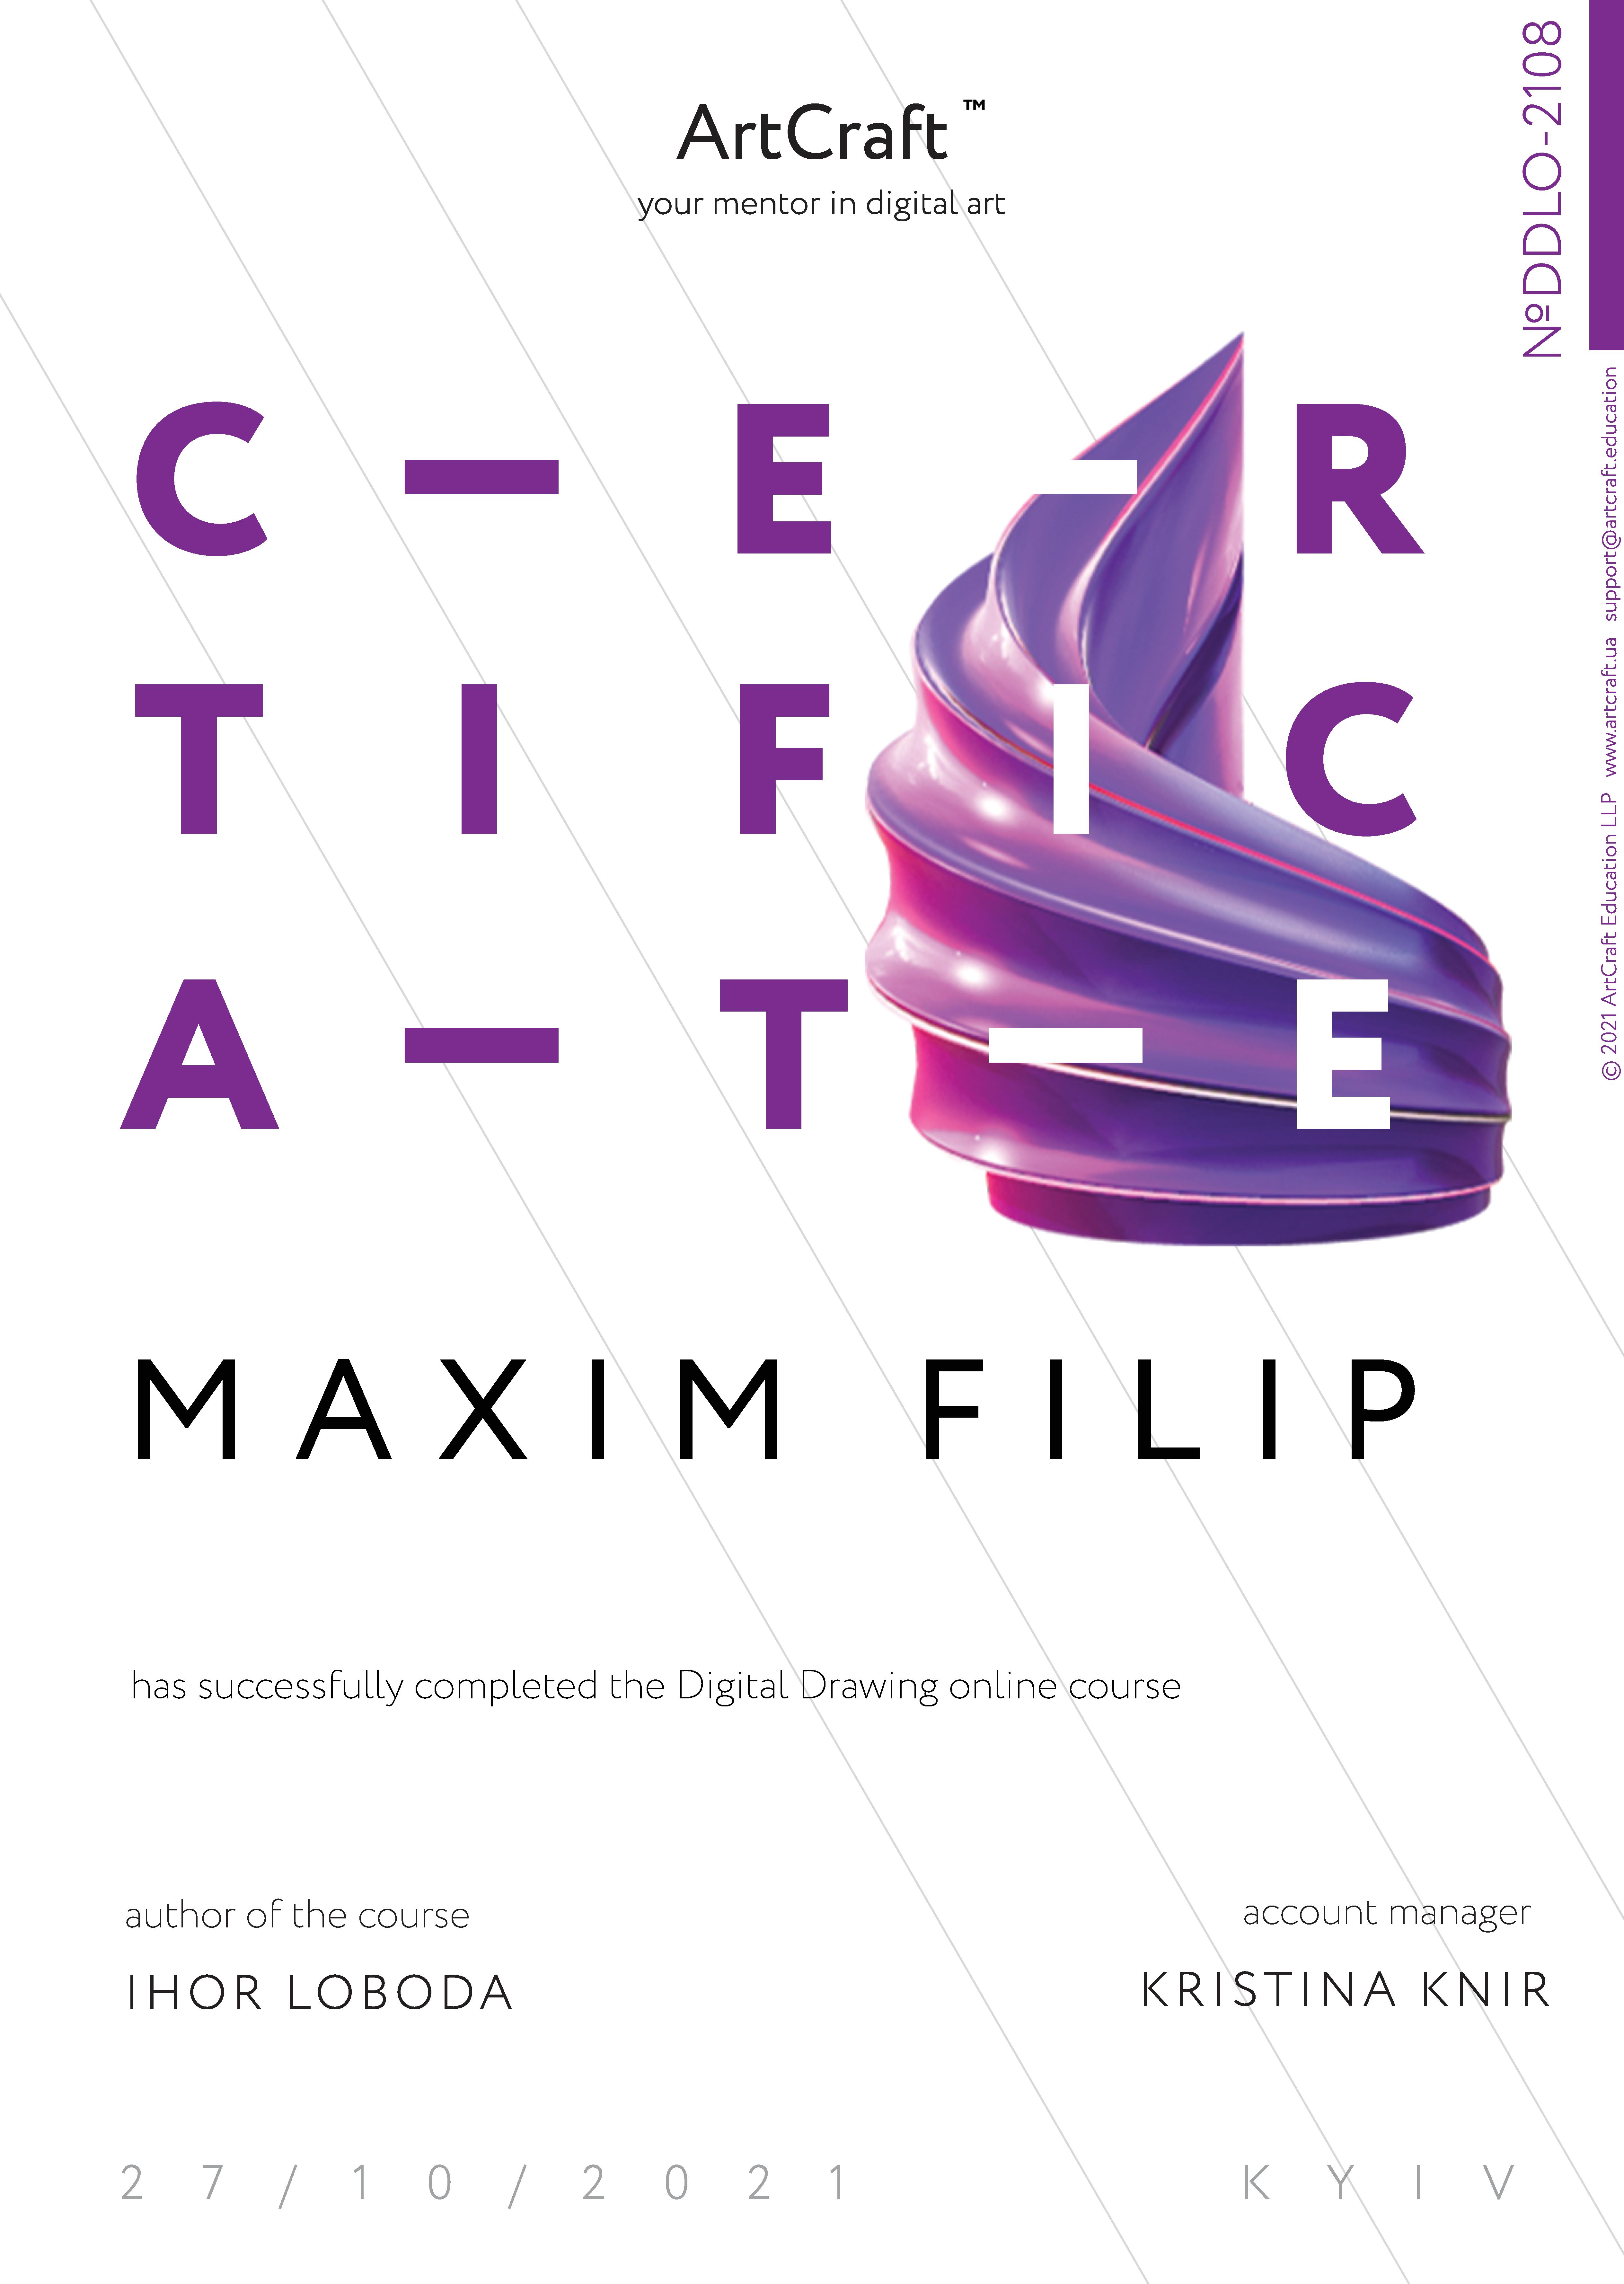 ArtCraft ™
your mentor in digital art
№DDLO-2108
C — E — R
T I F I C
A — T — E
© 2021 ArtCraft Education LLP www.artcraft.ua support@artcraft.education
MAXIM FILIP
has successfully completed the Digital Drawing online course
author of the course
IHOR LOBODA
account manager
KRISTINA KNIR
27/10/2021
KYIV